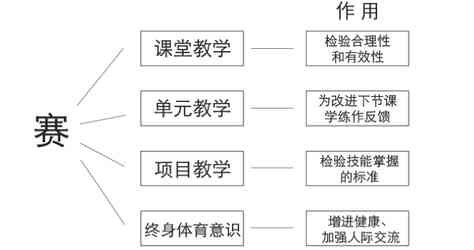 作用
赛
课堂教学
检验合理性
和有效性
单元教学
为改进下节课
学练作反馈
项目教学
检验技能掌握
的标准
终身体育意识
增进健康、
加强人际交流